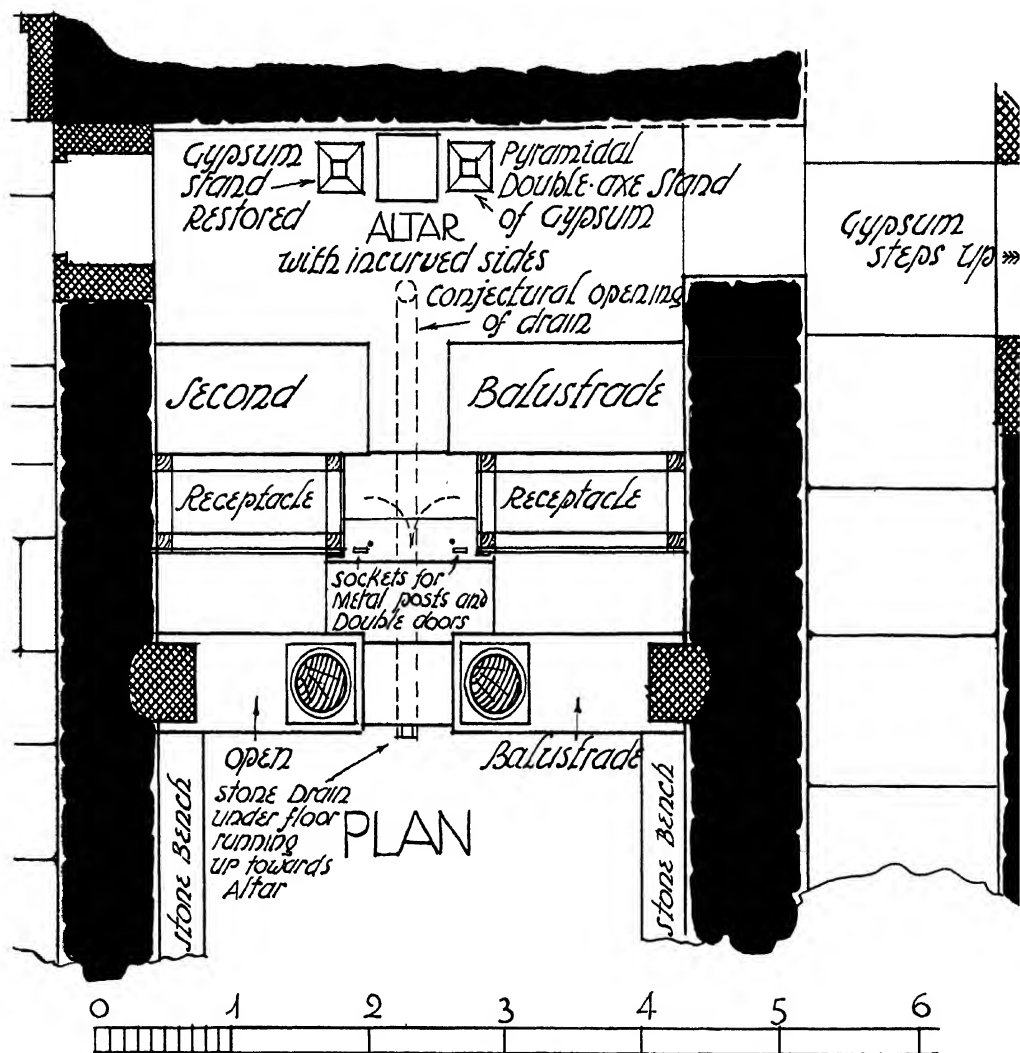 Gypsum
stand
Restored
Pyramidal
Double-axe Stand
of Gypsum
ALTAR
with incurved sides
Conjectural opening
of drain
Gypsum
steps up
Second
Balustrade
Receptacle
Receptacle
Sockets for
Metal posts and
Double doors
open
Balustrade
Stone Drain
under floor
running
up towards
Altar
PLAN
Stone Bench
Stone Bench
0 1 2 3 4 5 6